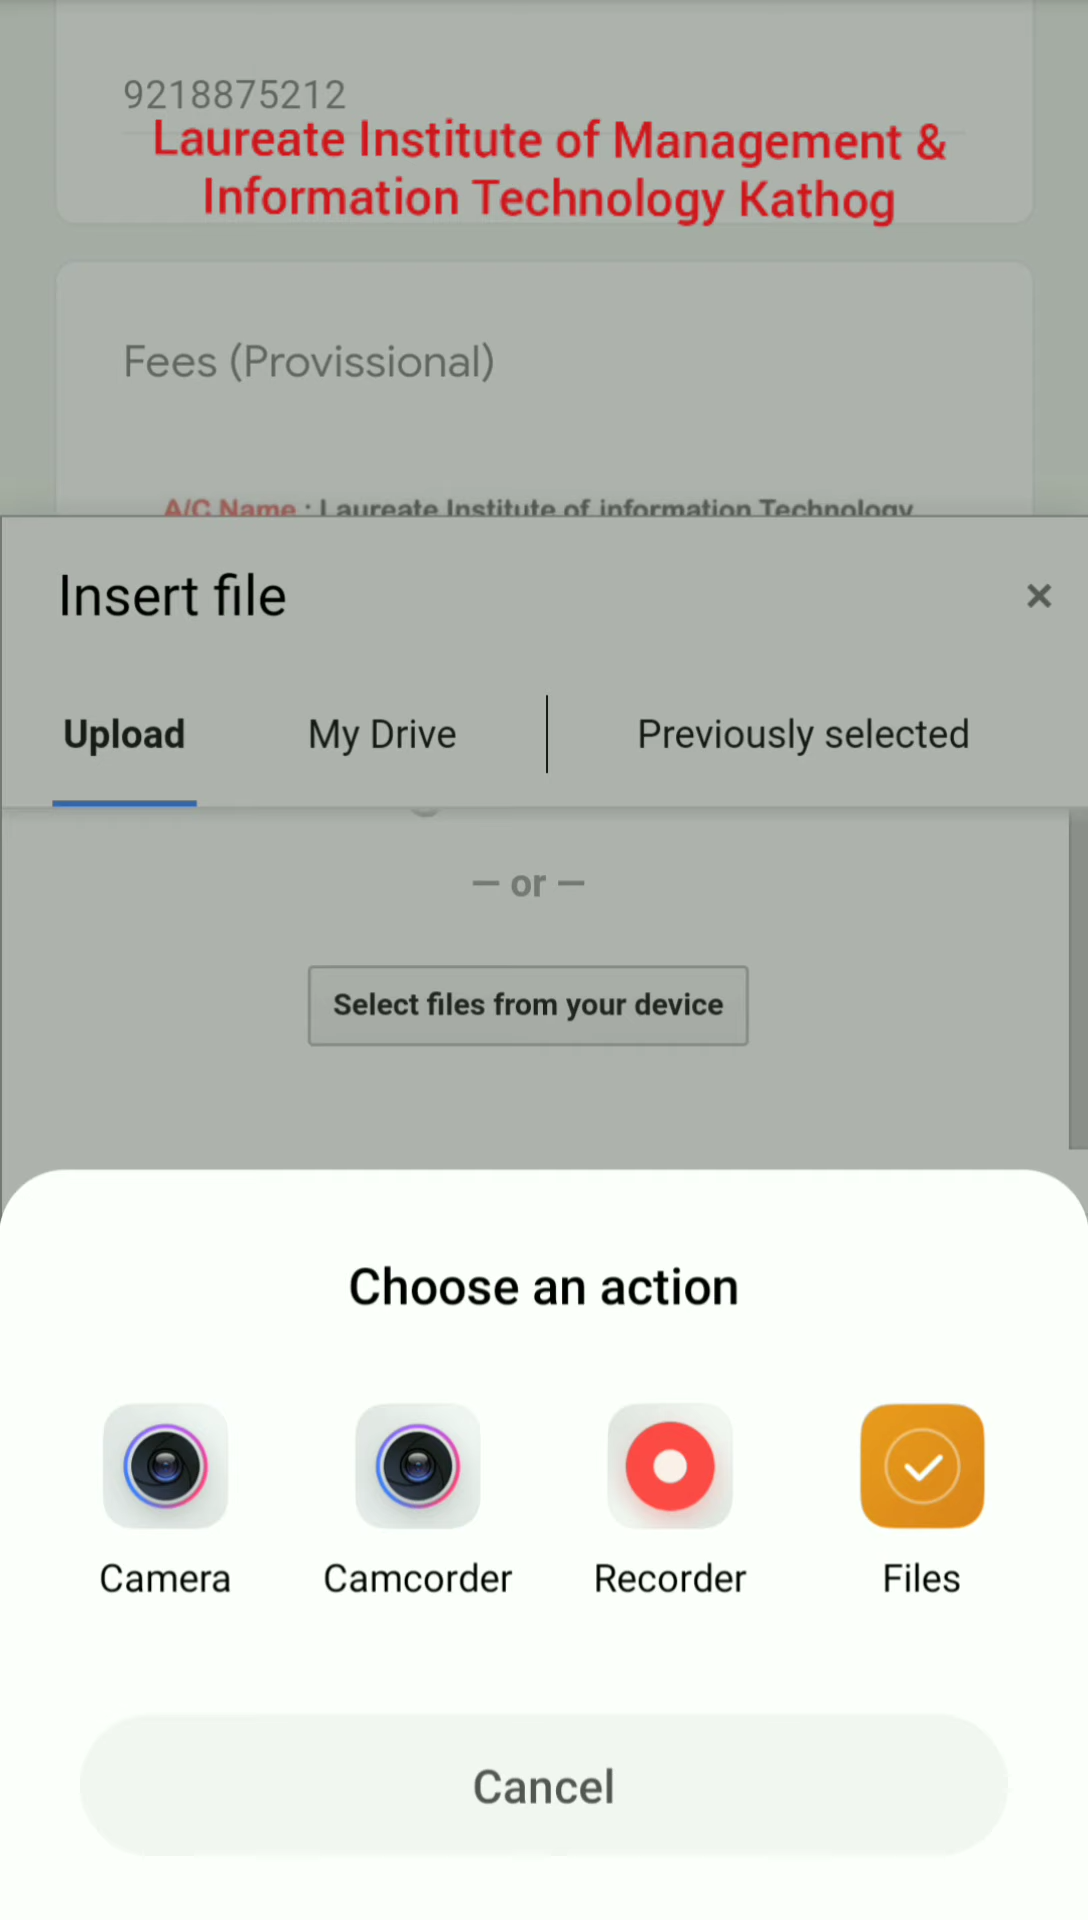 9218875212
Laureate Institute of Management &
Information Technology Kathog
Fees (Provissional)
A/C Name : Laureate Institute of information Technology
Insert file
Upload
My Drive
Previously selected
— or —
Select files from your device
Choose an action
Camera
Camcorder
Recorder
Files
Cancel